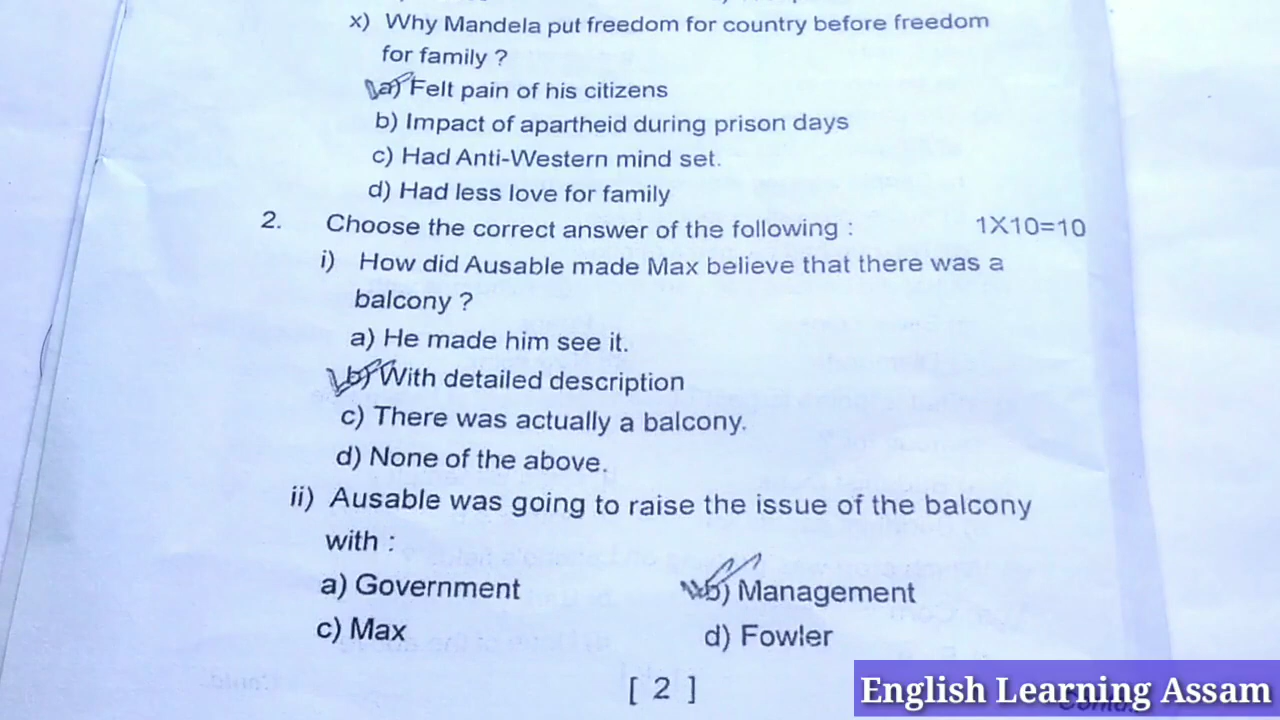 x) Why Mandela put freedom for country before freedom
for family ?
a) Felt pain of his citizens
b) Impact of apartheid during prison days
c) Had Anti-Western mind set.
d) Had less love for family
2. Choose the correct answer of the following : 1X10=10
i) How did Ausable made Max believe that there was a
balcony ?
a) He made him see it.
b) With detailed description
c) There was actually a balcony.
d) None of the above.
ii) Ausable was going to raise the issue of the balcony
with :
a) Government b) Management
c) Max d) Fowler
[ 2 ]
English Learning Assam